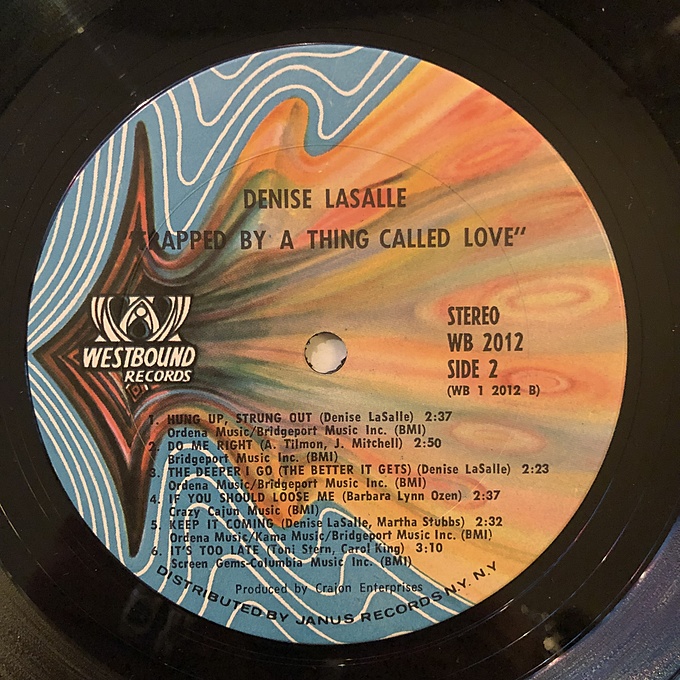 DENISE LASALLE
"TRAPPED BY A THING CALLED LOVE"
STEREO
WB 2012
SIDE 2
(WB 1 2012 B)
WESTBOUND
RECORDS
1. HUNG UP, STRUNG OUT (Denise LaSalle) 2:37
Ordena Music/Bridgeport Music Inc. (BMI)
2. DO ME RIGHT (A. Tilmon, J. Mitchell) 2:50
Bridgeport Music Inc. (BMI)
3. THE DEEPER I GO (THE BETTER IT GETS) (Denise LaSalle) 2:23
Ordena Music/Bridgeport Music Inc. (BMI)
4. IF YOU SHOULD LOOSE ME (Barbara Lynn Ozen) 2:37
Crazy Cajun Music (BMI)
5. KEEP IT COMING (Denise LaSalle, Martha Stubbs) 2:32
Ordena Music/Kama Music/Bridgeport Music Inc. (BMI)
6. IT'S TOO LATE (Toni Stern, Carol King) 3:10
Screen Gems-Columbia Music Inc. (BMI)
Produced by Crajon Enterprises
DISTRIBUTED BY JANUS RECORDS N.Y. N.Y